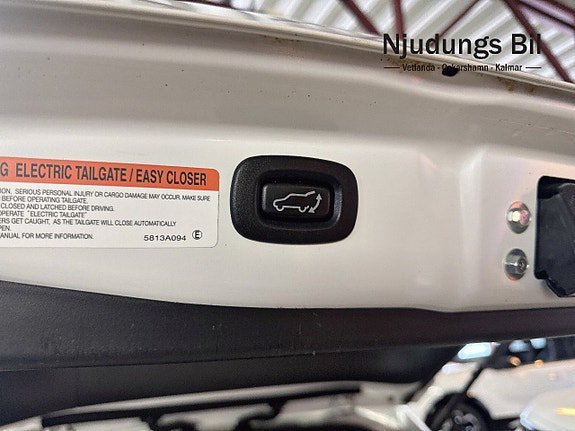 Njudungs Bil
Vetlanda - Oskarshamn - Kalmar
G ELECTRIC TAILGATE / EASY CLOSER
ION, SERIOUS PERSONAL INJURY OR CARGO DAMAGE MAY OCCUR. MAKE SURE
BEFORE OPERATING TAILGATE.
CLOSED AND LATCHED BEFORE DRIVING.
OPERATE "ELECTRIC TAILGATE"
ERS GET CAUGHT, AS THE TAILGATE WILL CLOSE AUTOMATICALLY
PEN.
MANUAL FOR MORE INFORMATION.
5813A094 E